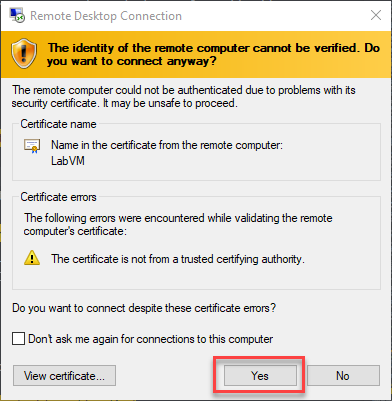 Remote Desktop Connection
The identity of the remote computer cannot be verified. Do
you want to connect anyway?
The remote computer could not be authenticated due to problems with its
security certificate. It may be unsafe to proceed.
Certificate name
Name in the certificate from the remote computer:
LabVM
Certificate errors
The following errors were encountered while validating the remote
computer's certificate:
The certificate is not from a trusted certifying authority.
Do you want to connect despite these certificate errors?
Don't ask me again for connections to this computer
View certificate... Yes No